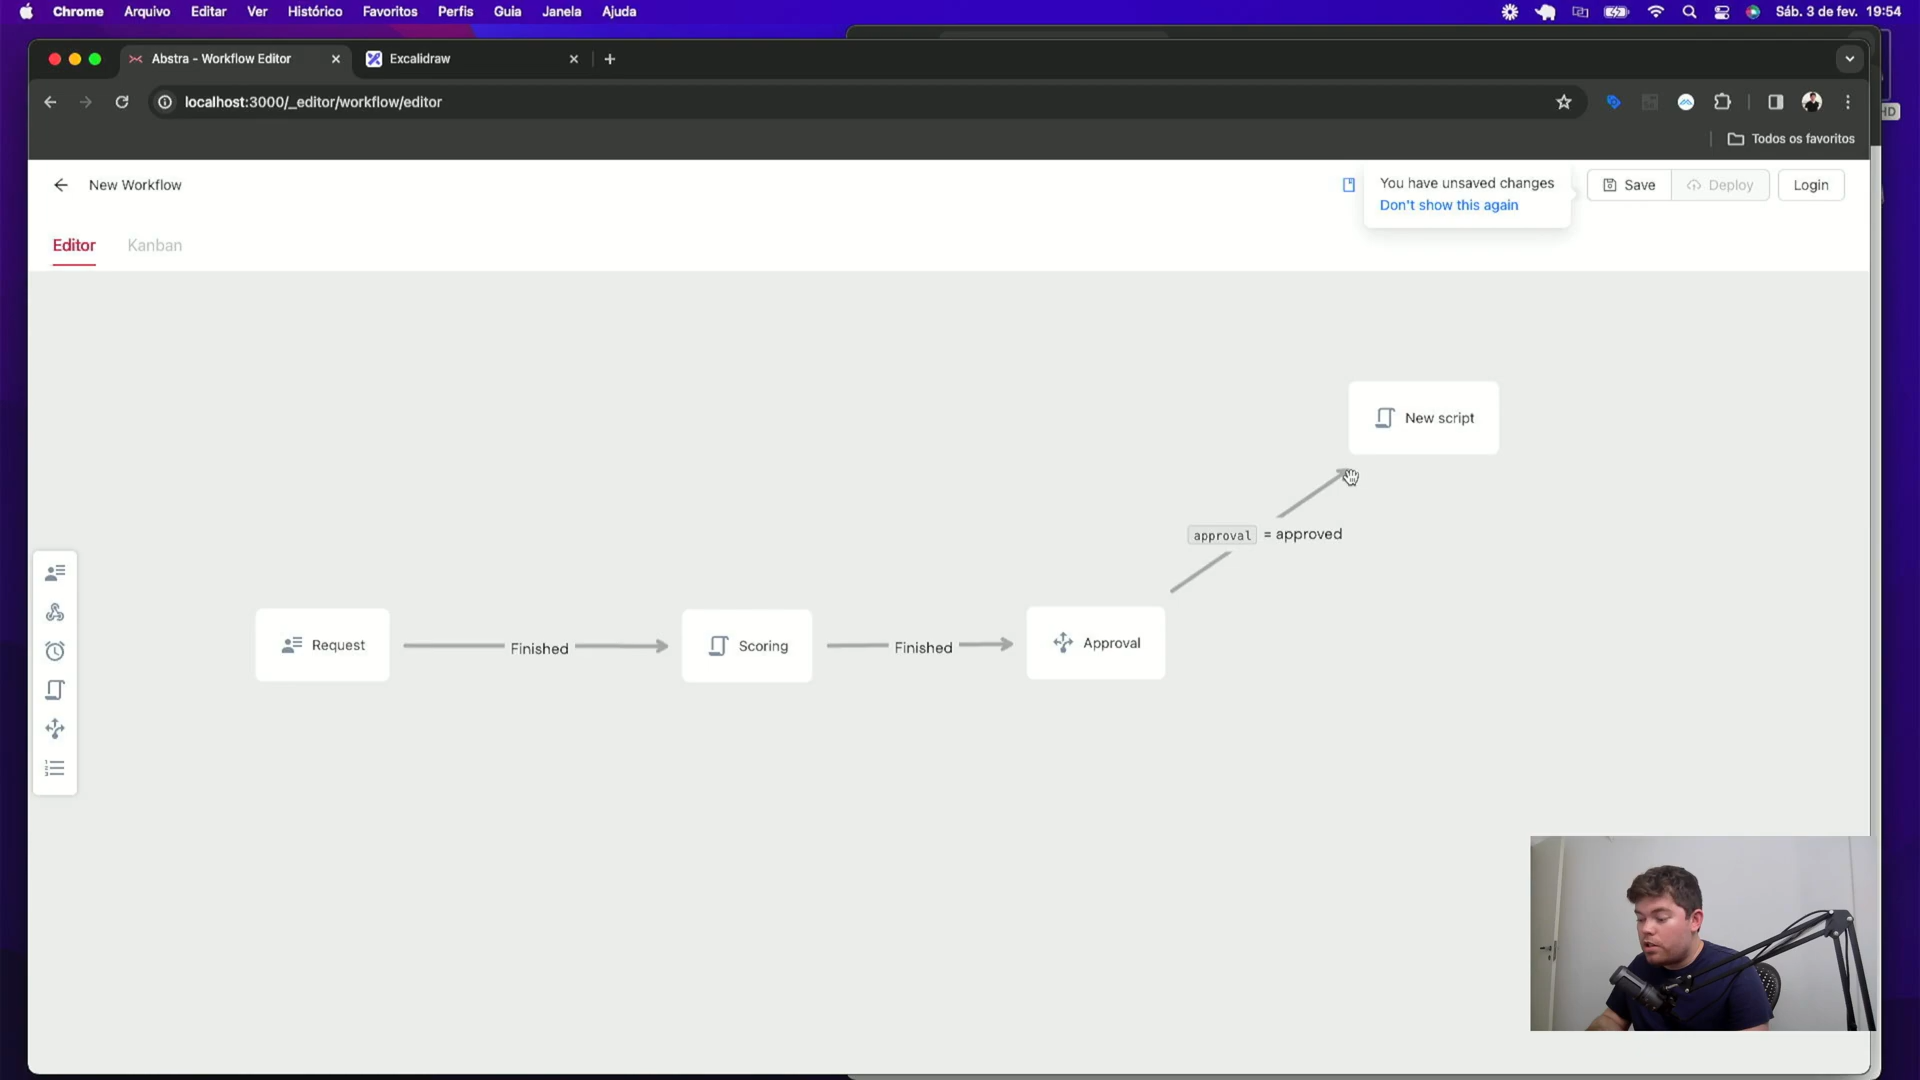 Chrome Arquivo Editar Ver Histórico Favoritos Perfis Guia Janela Ajuda
Sáb. 3 de fev. 19:54
Abstra - Workflow Editor
Excalidraw
localhost:3000/_editor/workflow/editor
HD
Todos os favoritos
New Workflow
You have unsaved changes
Don't show this again
Save
Deploy
Login
Editor
Kanban
New script
approval = approved
Request
Finished
Scoring
Finished
Approval